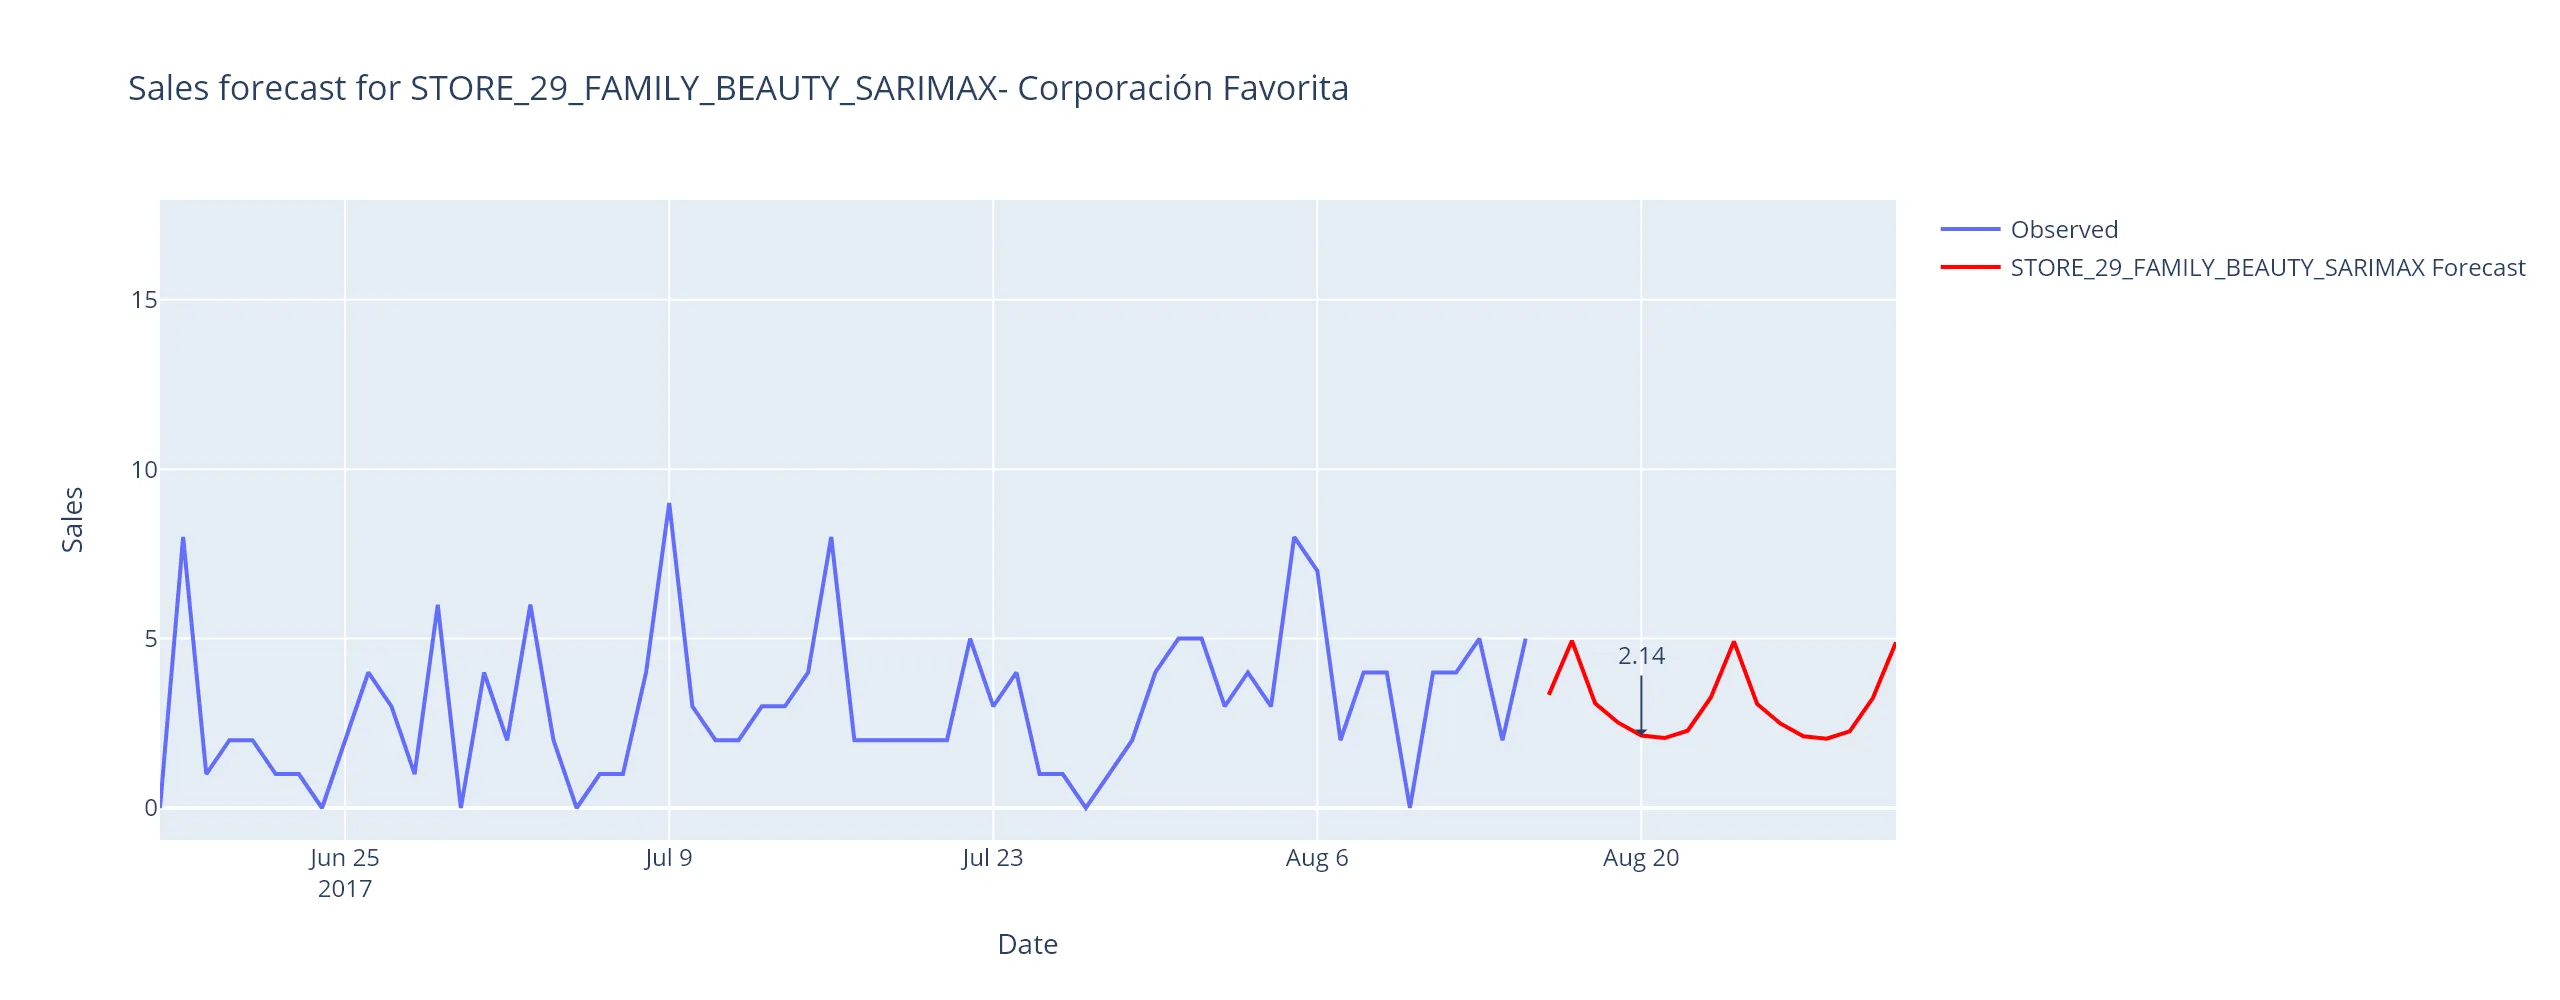 Sales forecast for STORE_29_FAMILY_BEAUTY_SARIMAX- Corporación Favorita
Observed
STORE_29_FAMILY_BEAUTY_SARIMAX Forecast
15
10
5
0
Sales
2.14
Jun 25
2017
Jul 9
Jul 23
Aug 6
Aug 20
Date